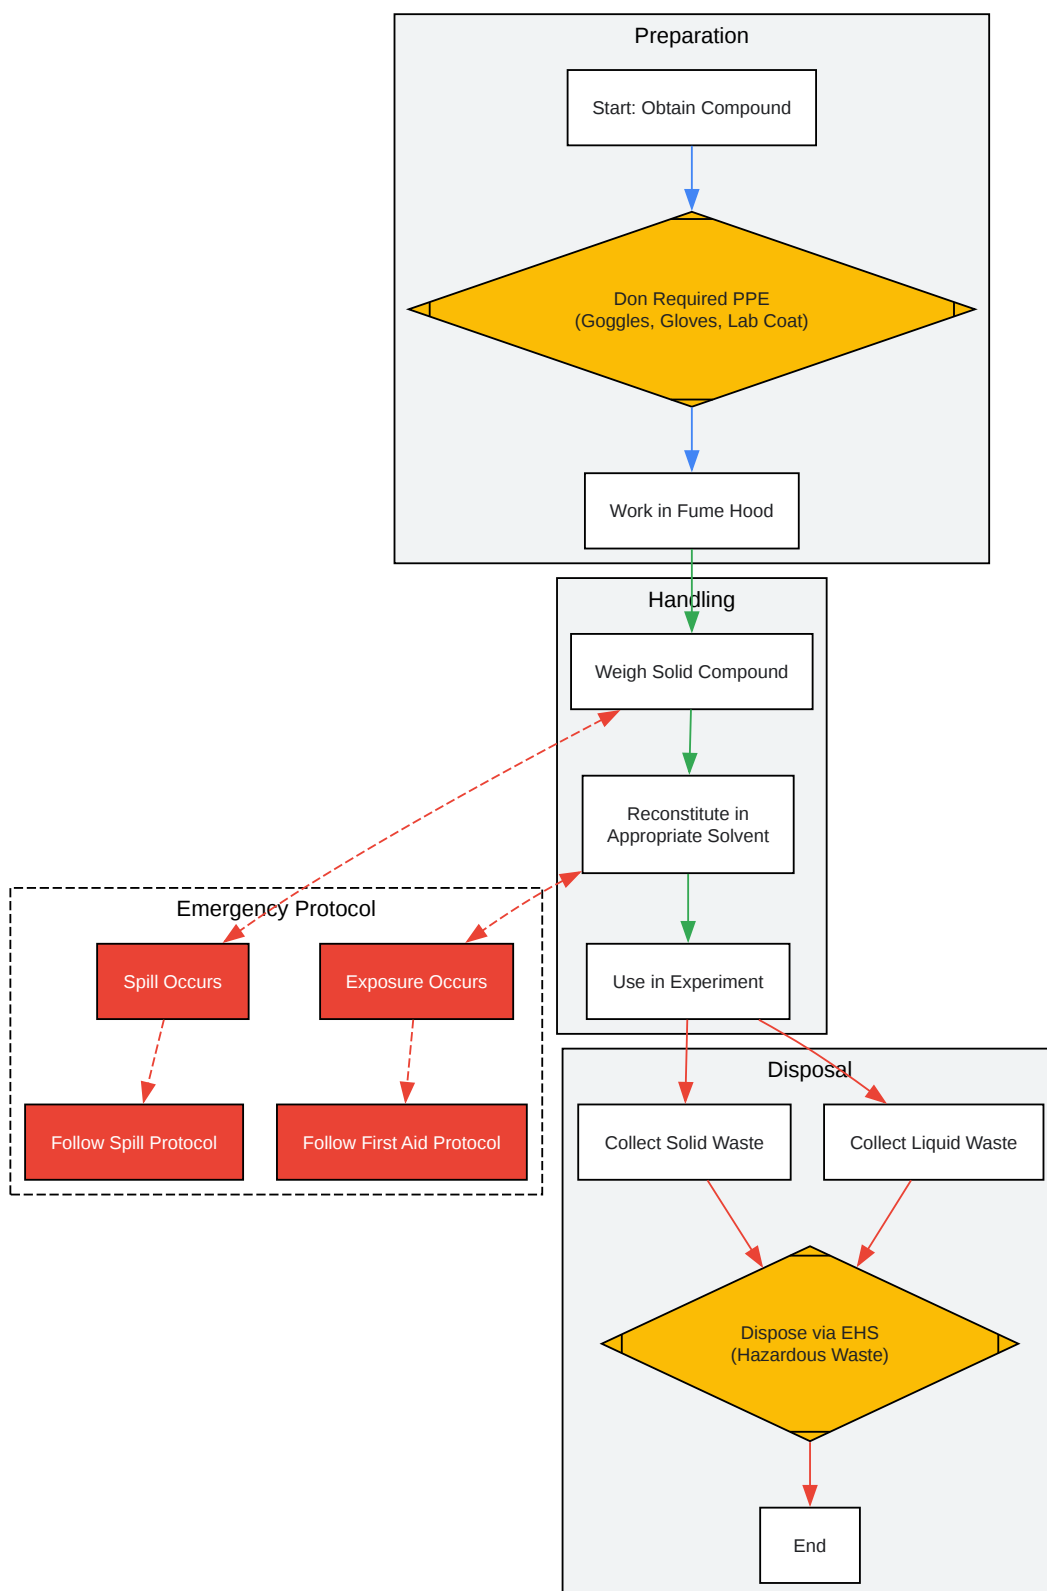 Preparation
Start: Obtain Compound
Don Required PPE
(Goggles, Gloves, Lab Coat)
Work in Fume Hood
Handling
Weigh Solid Compound
Reconstitute in
Appropriate Solvent
Use in Experiment
Emergency Protocol
Spill Occurs
Exposure Occurs
Follow Spill Protocol
Follow First Aid Protocol
Disposal
Collect Solid Waste
Collect Liquid Waste
Dispose via EHS
(Hazardous Waste)
End